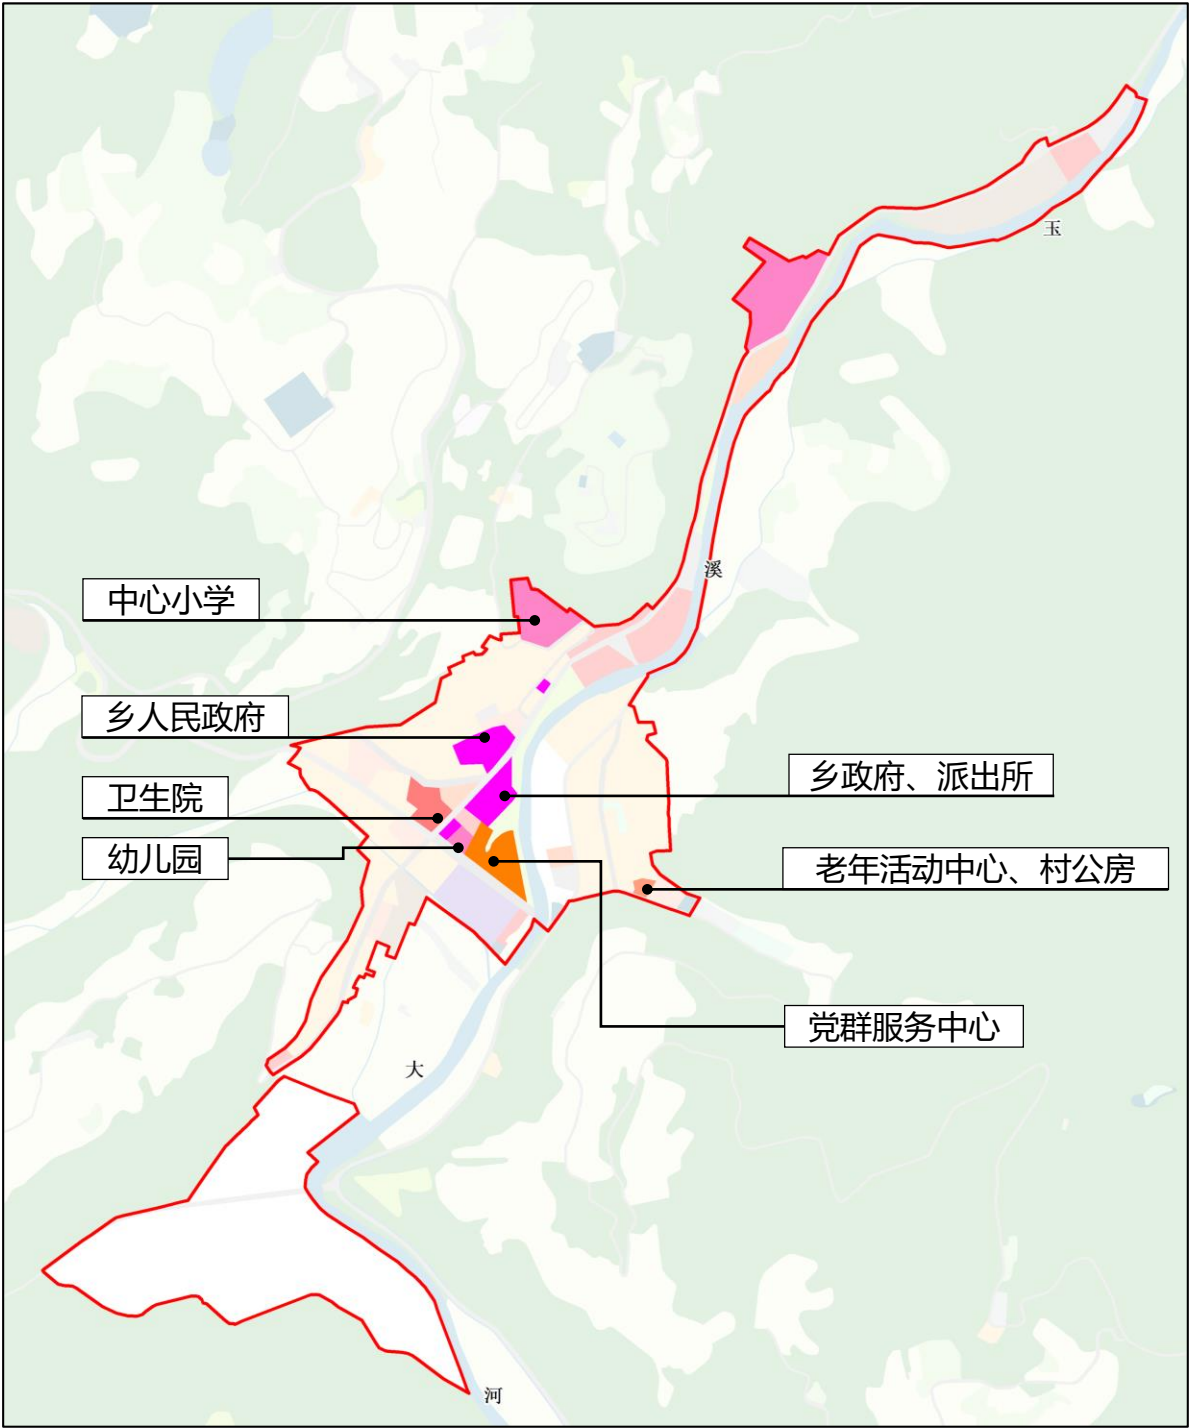 玉
溪
中心小学
乡人民政府
乡政府、派出所
卫生院
幼儿园
老年活动中心、村公房
党群服务中心
大
河